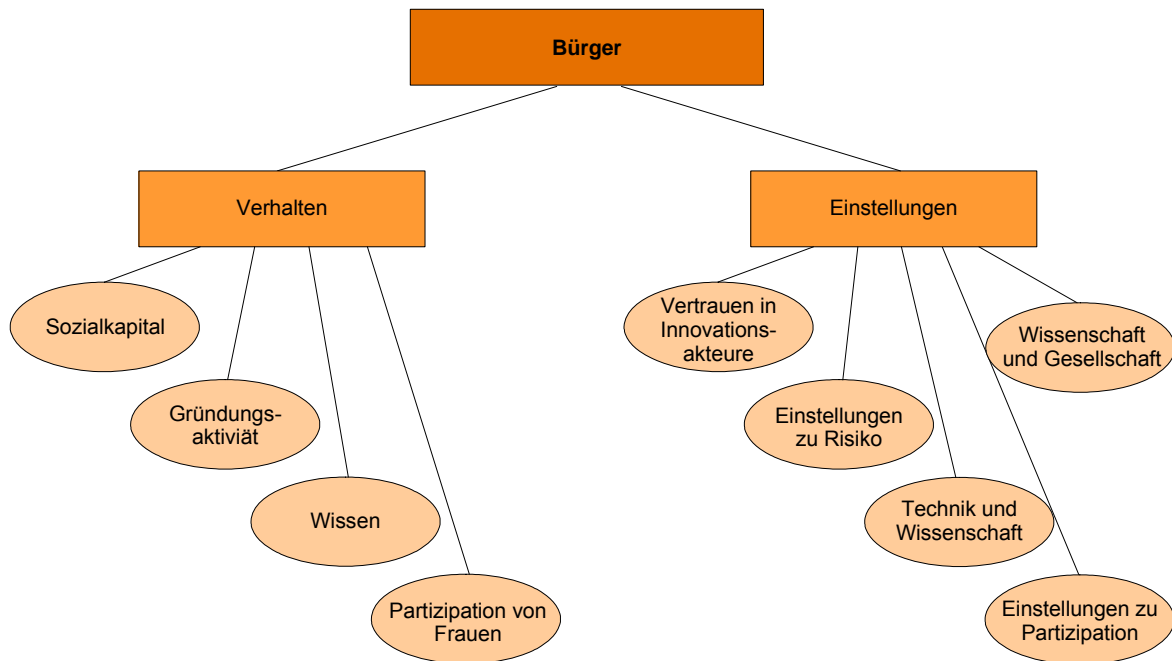 Bürger
Verhalten
Einstellungen
Sozialkapital
Gründungs-
aktiviät
Wissen
Partizipation von
Frauen
Vertrauen in
Innovations-
akteure
Einstellungen
zu Risiko
Technik und
Wissenschaft
Einstellungen zu
Partizipation
Wissenschaft
und Gesellschaft